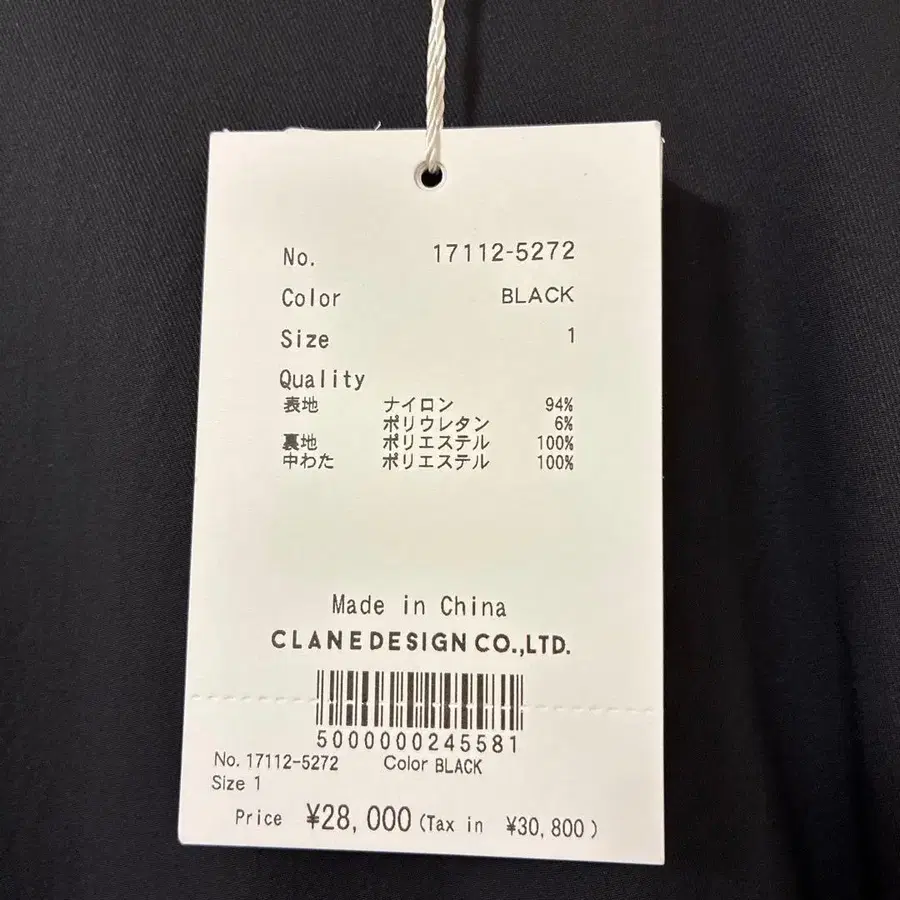 No. 17112-5272
Color BLACK
Size 1
Quality
表地 ナイロン 94%
ポリウレタン 6%
裏地 ポリエステル 100%
中わた ポリエステル 100%
Made in China
CLANE DESIGN CO.,LTD.
5000000245581
No. 17112-5272 Color BLACK
Size 1
Price ¥28,000 (Tax in ¥30,800)